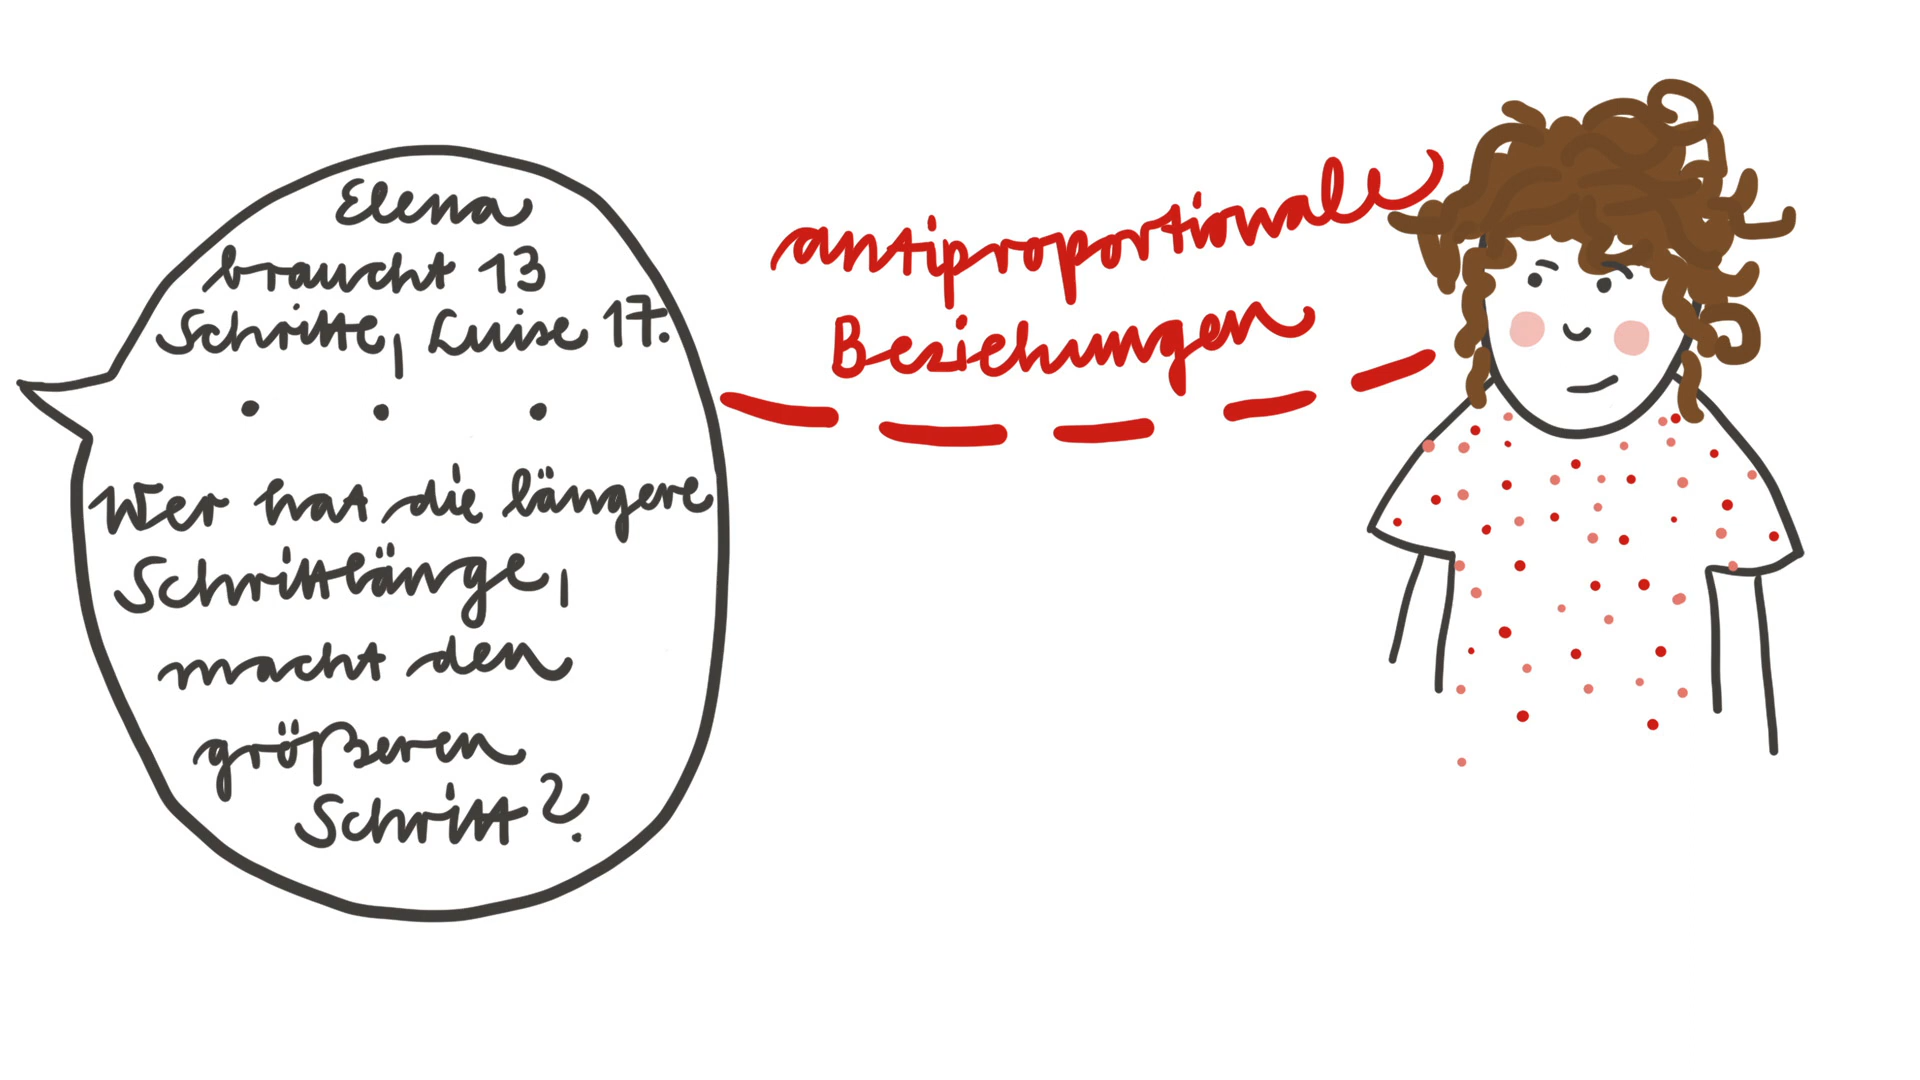 Elena
braucht 13
Schritte, Luise 17.
. . .
Wer hat die längere
Schrittlänge,
macht den
größeren
Schritt?
antiproportionale
Beziehungen